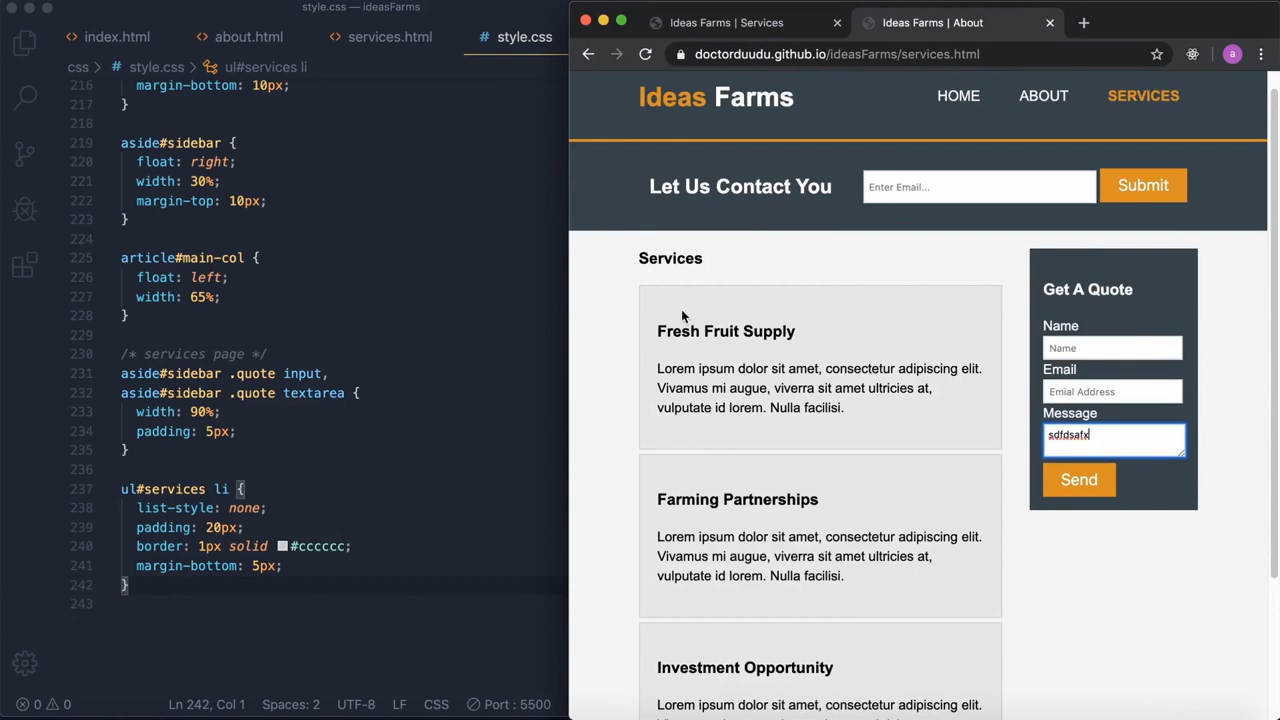 style.css — ideasFarms
index.html
about.html
services.html
style.css
css > style.css > ul#services li
216 margin-bottom: 10px;
217 }
218
219 aside#sidebar {
220 float: right;
221 width: 30%;
222 margin-top: 10px;
223 }
224
225 article#main-col {
226 float: left;
227 width: 65%;
228 }
229
230 /* services page */
231 aside#sidebar .quote input,
232 aside#sidebar .quote textarea {
233 width: 90%;
234 padding: 5px;
235 }
236
237 ul#services li {
238 list-style: none;
239 padding: 20px;
240 border: 1px solid #cccccc;
241 margin-bottom: 5px;
242 }
243
0 0 Ln 242, Col 1 Spaces: 2 UTF-8 LF CSS Port : 5500
Ideas Farms | Services
Ideas Farms | About
doctorduudu.github.io/ideasFarms/services.html
a
Ideas Farms
HOME ABOUT SERVICES
Let Us Contact You
Enter Email...
Submit
Services
Fresh Fruit Supply
Lorem ipsum dolor sit amet, consectetur adipiscing elit.
Vivamus mi augue, viverra sit amet ultricies at,
vulputate id lorem. Nulla facilisi.
Farming Partnerships
Lorem ipsum dolor sit amet, consectetur adipiscing elit.
Vivamus mi augue, viverra sit amet ultricies at,
vulputate id lorem. Nulla facilisi.
Investment Opportunity
Lorem ipsum dolor sit amet, consectetur adipiscing elit.
Get A Quote
Name
Name
Email
Emial Address
Message
sdfdsafx
Send